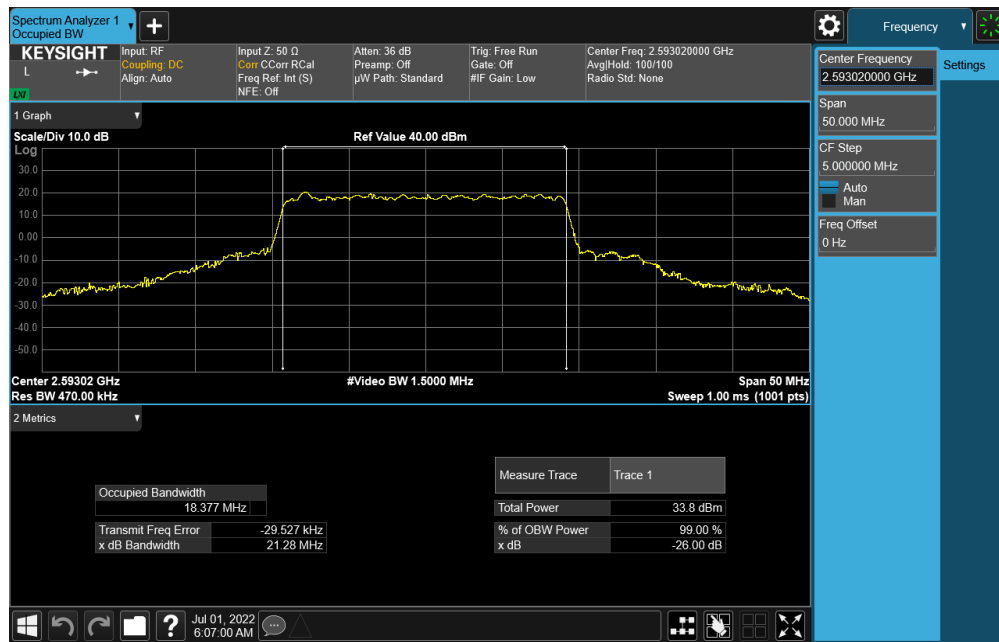 Spectrum Analyzer 1
Occupied BW
Frequency
KEYSIGHT
L
LXI
Input: RF
Coupling: DC
Align: Auto
Input Z: 50 Ω
Corr CCorr RCal
Freq Ref: Int (S)
NFE: Off
Atten: 36 dB
Preamp: Off
µW Path: Standard
Trig: Free Run
Gate: Off
#IF Gain: Low
Center Freq: 2.593020000 GHz
Avg|Hold: 100/100
Radio Std: None
Center Frequency
2.593020000 GHz
Settings
Span
50.000 MHz
CF Step
5.000000 MHz
Auto
Man
Freq Offset
0 Hz
1 Graph
Scale/Div 10.0 dB
Ref Value 40.00 dBm
Log
30.0
20.0
10.0
0.00
-10.0
-20.0
-30.0
-40.0
-50.0
Center 2.59302 GHz
#Video BW 1.5000 MHz
Span 50 MHz
Res BW 470.00 kHz
Sweep 1.00 ms (1001 pts)
2 Metrics
Occupied Bandwidth
18.377 MHz
Transmit Freq Error -29.527 kHz
x dB Bandwidth 21.28 MHz
Measure Trace Trace 1
Total Power 33.8 dBm
% of OBW Power 99.00 %
x dB -26.00 dB
?
Jul 01, 2022
6:07:00 AM